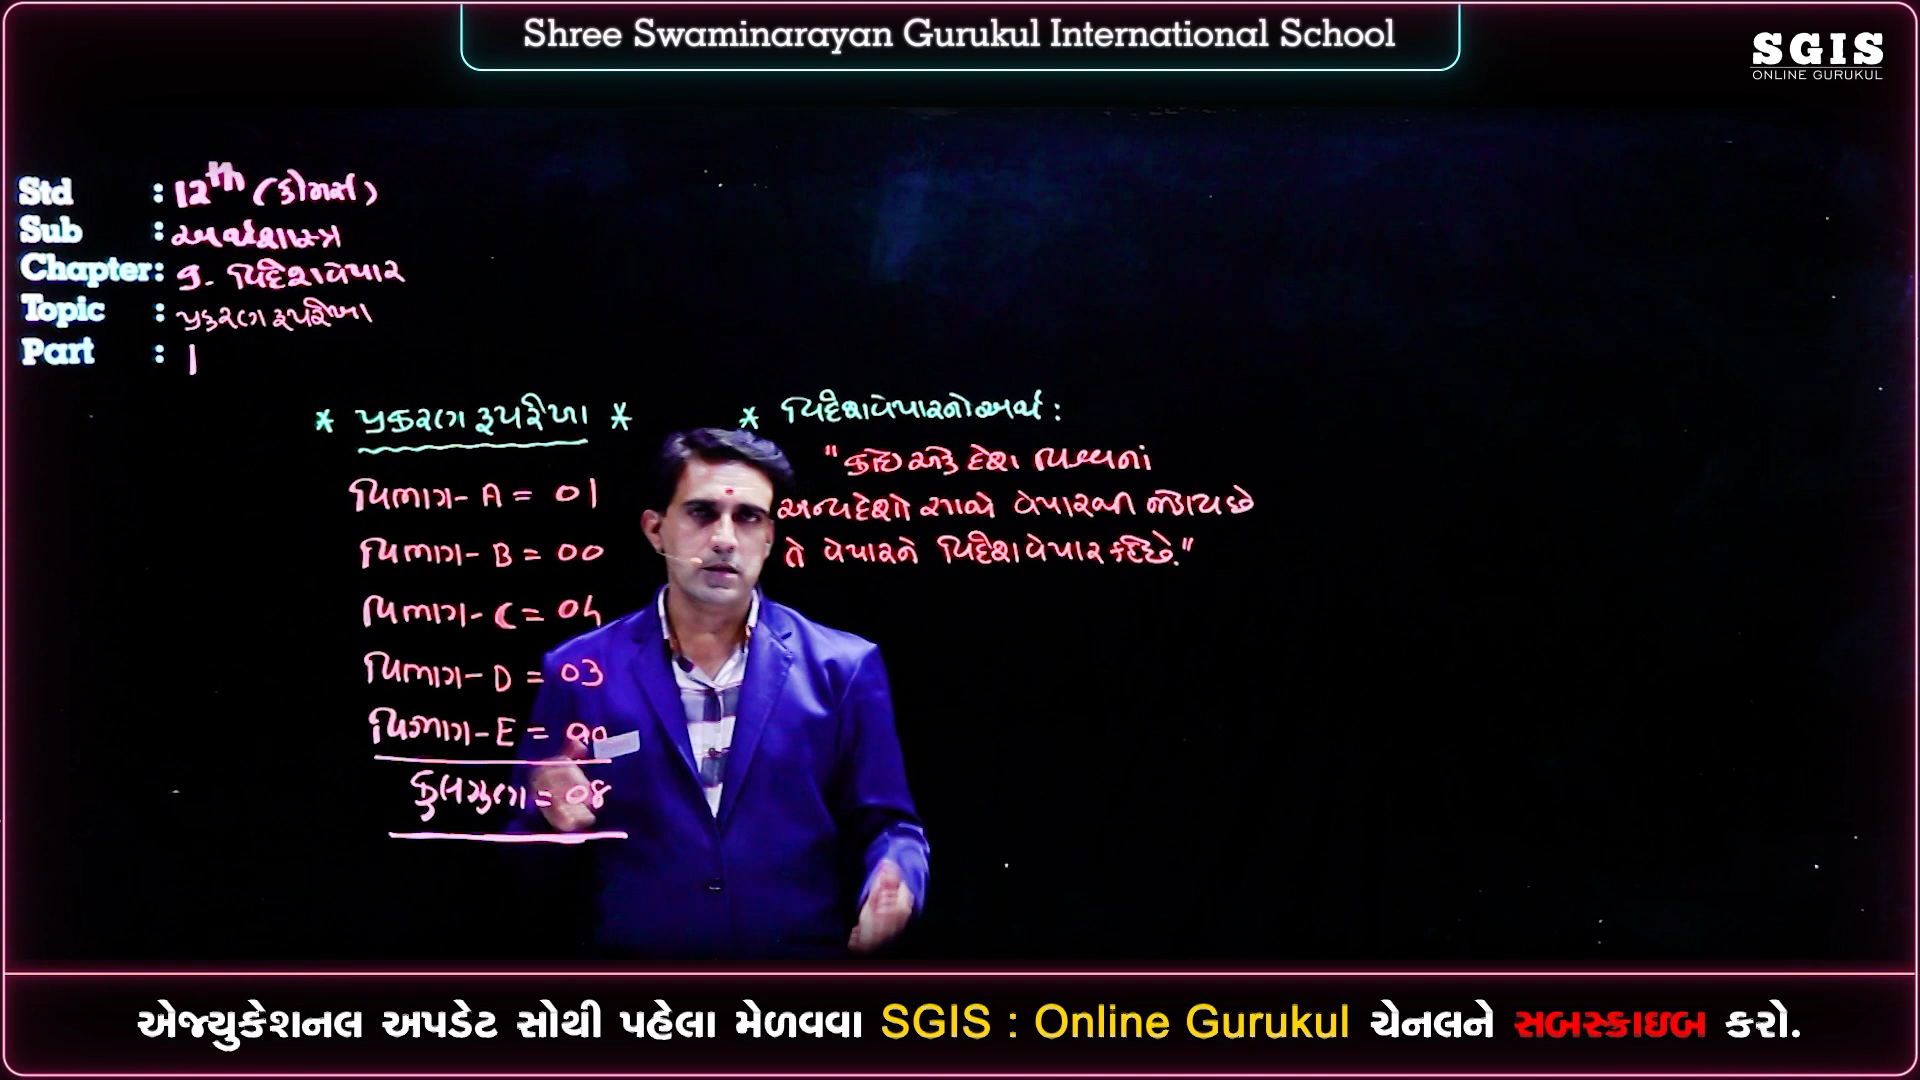 Shree Swaminarayan Gurukul International School
SGIS
ONLINE GURUKUL
Std : 12th (કોમર્સ)
Sub : અર્થશાસ્ત્ર
Chapter: 9. વિદેશવેપાર
Topic : પ્રકરણ રૂપરેખા
Part : 1
* પ્રકરણ રૂપરેખા *
વિભાગ - A = 01
વિભાગ - B = 00
વિભાગ - C = 04
વિભાગ - D = 03
વિભાગ - E = 00
કુલગુણ = 08
* વિદેશવેપારનો અર્થ :
"કોઈ એક દેશ વિશ્વનાં
અન્ય દેશો સાથે વેપારથી જોડાય છે
તે વેપારને વિદેશવેપાર કહે છે."
એજ્યુકેશનલ અપડેટ સોથી પહેલા મેળવવા SGIS : Online Gurukul ચેનલને સબસ્ક્રાઇબ કરો.